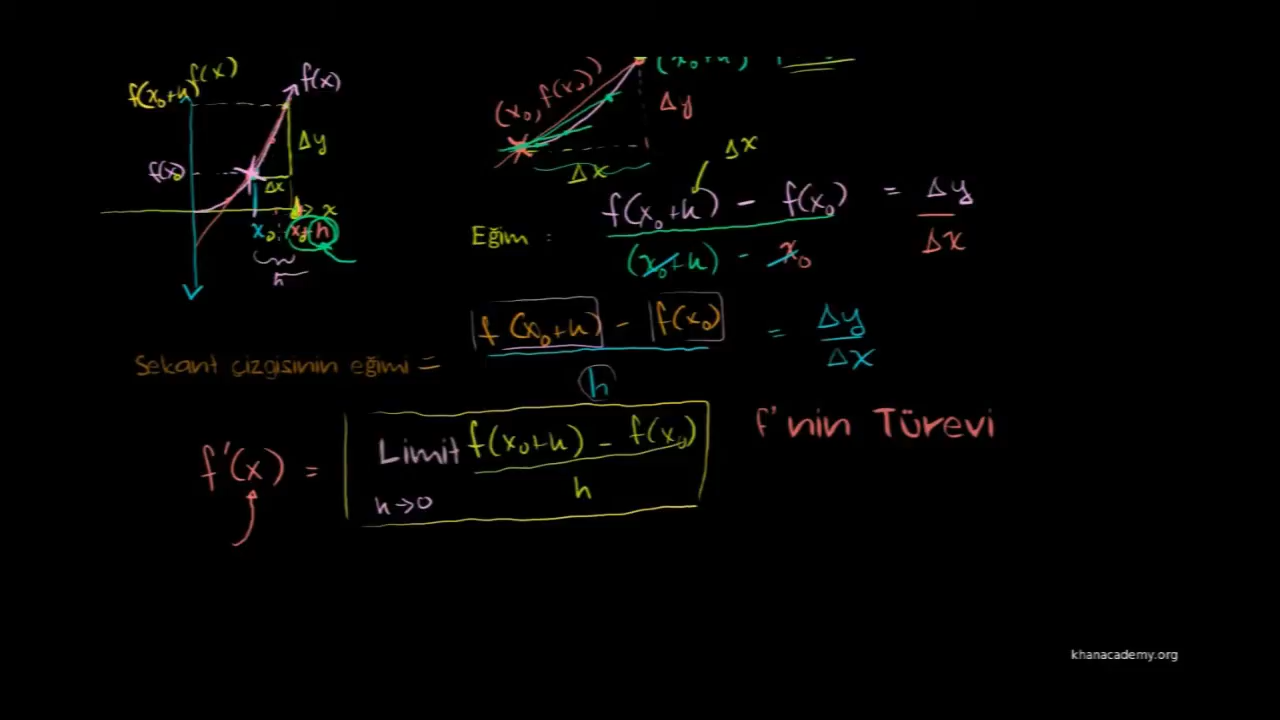 f(x₀+h) f(x)
f(x)
Δy
f(x₀)
Δx
x
x₀ x₀+h
h
(x₀, f(x₀))
Δy
Δx
Δx
Eğim : f(x₀+h) - f(x₀) = Δy
(x₀+h) - x₀ Δx
Sekant çizgisinin eğimi = f(x₀+h) - f(x₀) = Δy
h Δx
f'(x) = Limit f(x₀+h) - f(x₀) f'nin Türevi
h→0 h
khanacademy.org